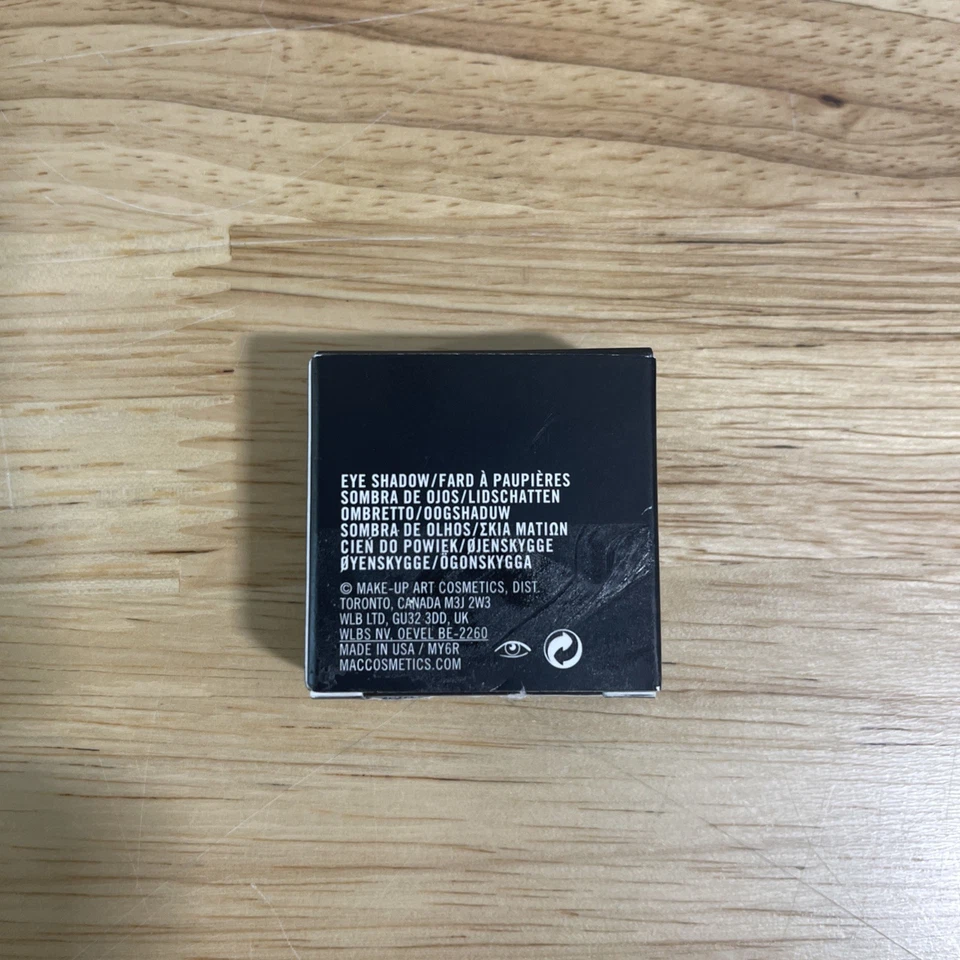 EYE SHADOW/FARD À PAUPIÈRES
SOMBRA DE OJOS/LIDSCHATTEN
OMBRETTO/OOGSHADUW
SOMBRA DE OLHOS/ΣΚΙΑ ΜΑΤΙΩΝ
CIEŃ DO POWIEK/ØJENSKYGGE
ØYENSKYGGE/ÖGONSKYGGA
© MAKE-UP ART COSMETICS, DIST.
TORONTO, CANADA M3J 2W3
WLB LTD, GU32 3DD, UK
WLBS NV. OEVEL BE-2260
MADE IN USA / MY6R
MACCOSMETICS.COM